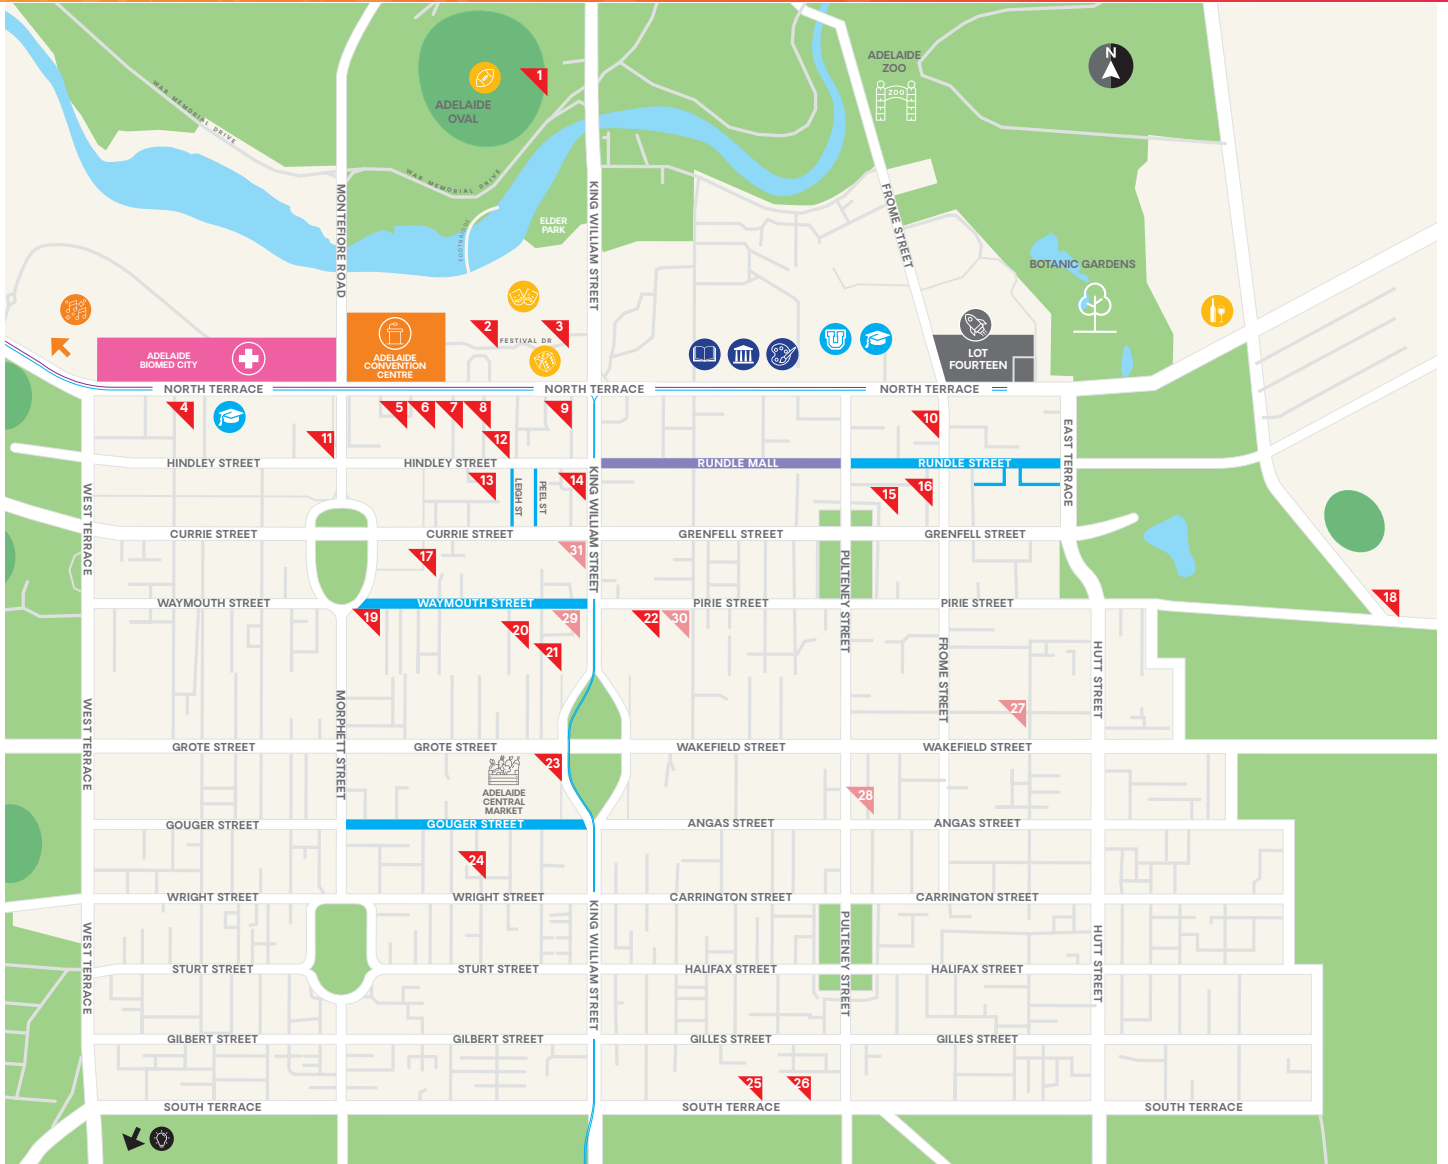 N
ADELAIDE
ZOO
ZOO
1
ADELAIDE
OVAL
WAR MEMORIAL DRIVE
WAR MEMORIAL DRIVE
MONTEFIORE ROAD
KING WILLIAM STREET
FROME STREET
FOOTBRIDGE
ELDER
PARK
BOTANIC GARDENS
2
3
FESTIVAL DR
ADELAIDE
BIOMED CITY
ADELAIDE
CONVENTION
CENTRE
U
LOT
FOURTEEN
NORTH TERRACE
NORTH TERRACE
NORTH TERRACE
4
5
6
7
8
9
10
11
12
EAST TERRACE
HINDLEY STREET
HINDLEY STREET
RUNDLE MALL
RUNDLE STREET
13
14
15
16
LEIGH ST
PEEL ST
KING WILLIAM STREET
WEST TERRACE
CURRIE STREET
CURRIE STREET
GRENFELL STREET
GRENFELL STREET
17
31
PULTENEY STREET
18
WAYMOUTH STREET
WAYMOUTH STREET
PIRIE STREET
PIRIE STREET
19
20
29
22
30
21
FROME STREET
HUTT STREET
WEST TERRACE
MORPHETT STREET
27
GROTE STREET
GROTE STREET
WAKEFIELD STREET
WAKEFIELD STREET
23
ADELAIDE
CENTRAL
MARKET
28
GOUGER STREET
GOUGER STREET
ANGAS STREET
ANGAS STREET
24
WRIGHT STREET
WRIGHT STREET
CARRINGTON STREET
CARRINGTON STREET
WEST TERRACE
KING WILLIAM STREET
PULTENEY STREET
HUTT STREET
STURT STREET
STURT STREET
HALIFAX STREET
HALIFAX STREET
GILBERT STREET
GILBERT STREET
GILLES STREET
GILLES STREET
25
26
SOUTH TERRACE
SOUTH TERRACE
SOUTH TERRACE